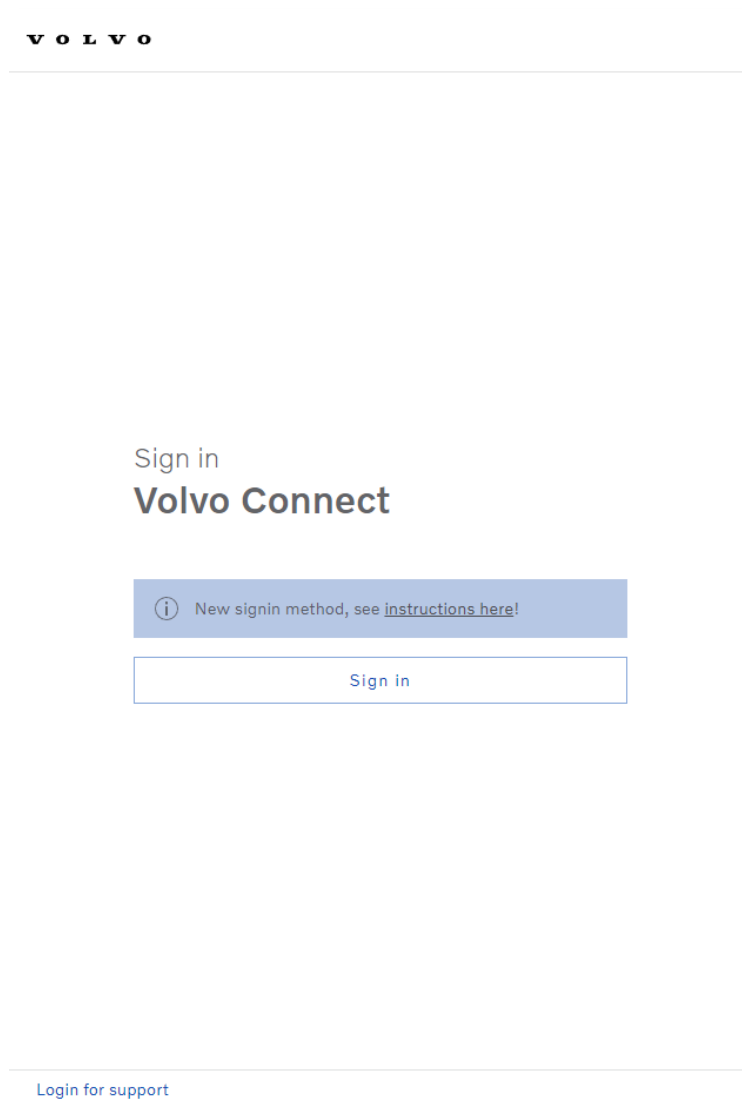 VOLVO
Sign in
Volvo Connect
New signin method, see instructions here!
Sign in
Login for support